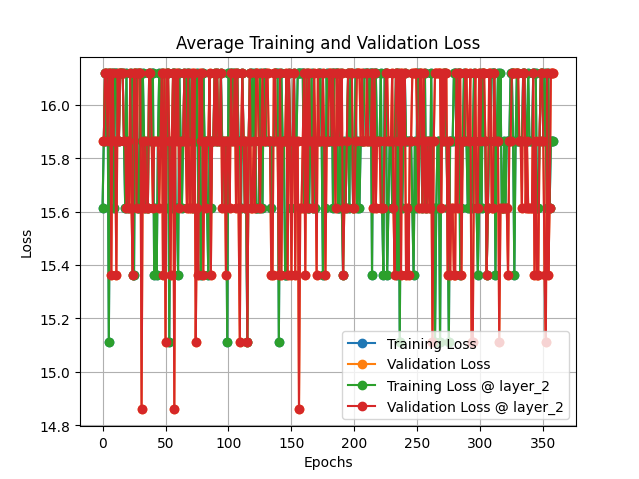 Average Training and Validation Loss
Loss
16.0
15.8
15.6
15.4
15.2
15.0
14.8
Training Loss
Validation Loss
Training Loss @ layer_2
Validation Loss @ layer_2
0 50 100 150 200 250 300 350
Epochs